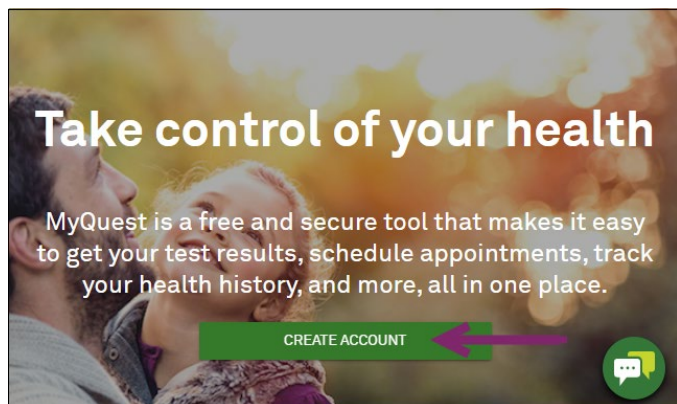 Take control of your health
MyQuest is a free and secure tool that makes it easy
to get your test results, schedule appointments, track
your health history, and more, all in one place.
CREATE ACCOUNT